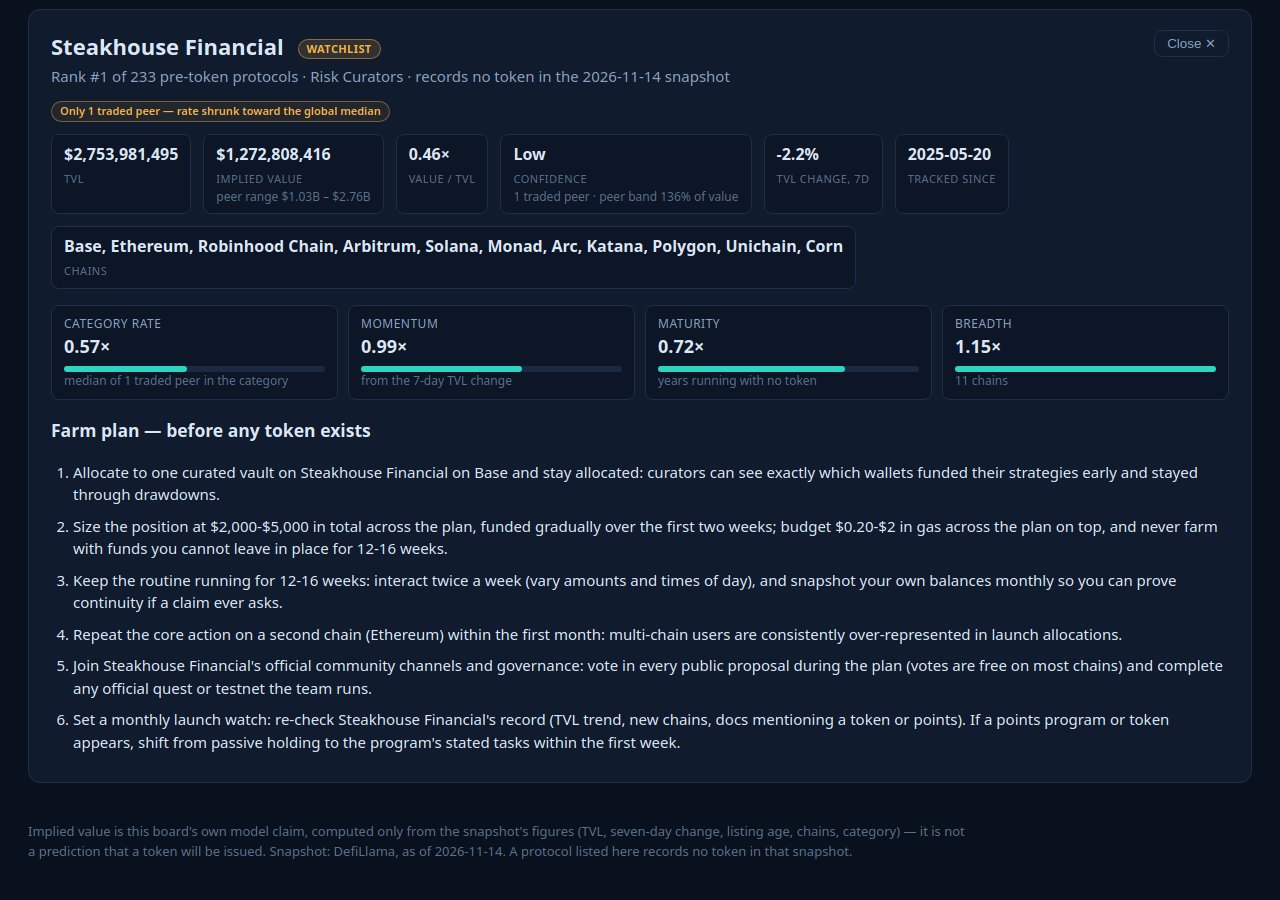 Steakhouse Financial WATCHLIST Close ✕
Rank #1 of 233 pre-token protocols · Risk Curators · records no token in the 2026-11-14 snapshot
Only 1 traded peer — rate shrunk toward the global median
$2,753,981,495
TVL
$1,272,808,416
IMPLIED VALUE
peer range $1.03B – $2.76B
0.46×
VALUE / TVL
Low
CONFIDENCE
1 traded peer · peer band 136% of value
-2.2%
TVL CHANGE, 7D
2025-05-20
TRACKED SINCE
Base, Ethereum, Robinhood Chain, Arbitrum, Solana, Monad, Arc, Katana, Polygon, Unichain, Corn
CHAINS
CATEGORY RATE
0.57×
median of 1 traded peer in the category
MOMENTUM
0.99×
from the 7-day TVL change
MATURITY
0.72×
years running with no token
BREADTH
1.15×
11 chains
Farm plan — before any token exists
1. Allocate to one curated vault on Steakhouse Financial on Base and stay allocated: curators can see exactly which wallets funded their strategies early and stayed
through drawdowns.
2. Size the position at $2,000-$5,000 in total across the plan, funded gradually over the first two weeks; budget $0.20-$2 in gas across the plan on top, and never farm
with funds you cannot leave in place for 12-16 weeks.
3. Keep the routine running for 12-16 weeks: interact twice a week (vary amounts and times of day), and snapshot your own balances monthly so you can prove
continuity if a claim ever asks.
4. Repeat the core action on a second chain (Ethereum) within the first month: multi-chain users are consistently over-represented in launch allocations.
5. Join Steakhouse Financial's official community channels and governance: vote in every public proposal during the plan (votes are free on most chains) and complete
any official quest or testnet the team runs.
6. Set a monthly launch watch: re-check Steakhouse Financial's record (TVL trend, new chains, docs mentioning a token or points). If a points program or token
appears, shift from passive holding to the program's stated tasks within the first week.
Implied value is this board's own model claim, computed only from the snapshot's figures (TVL, seven-day change, listing age, chains, category) — it is not
a prediction that a token will be issued. Snapshot: DefiLlama, as of 2026-11-14. A protocol listed here records no token in that snapshot.